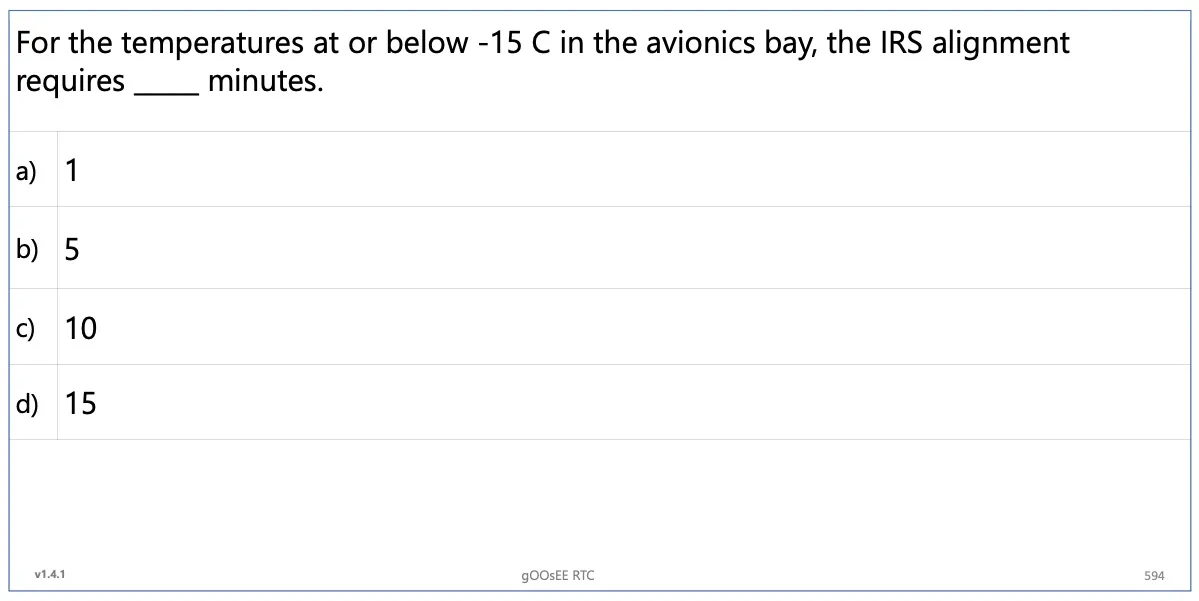 For the temperatures at or below -15 C in the avionics bay, the IRS alignment
requires _____ minutes.
a) 1
b) 5
c) 10
d) 15
v1.4.1 gOOsEE RTC 594